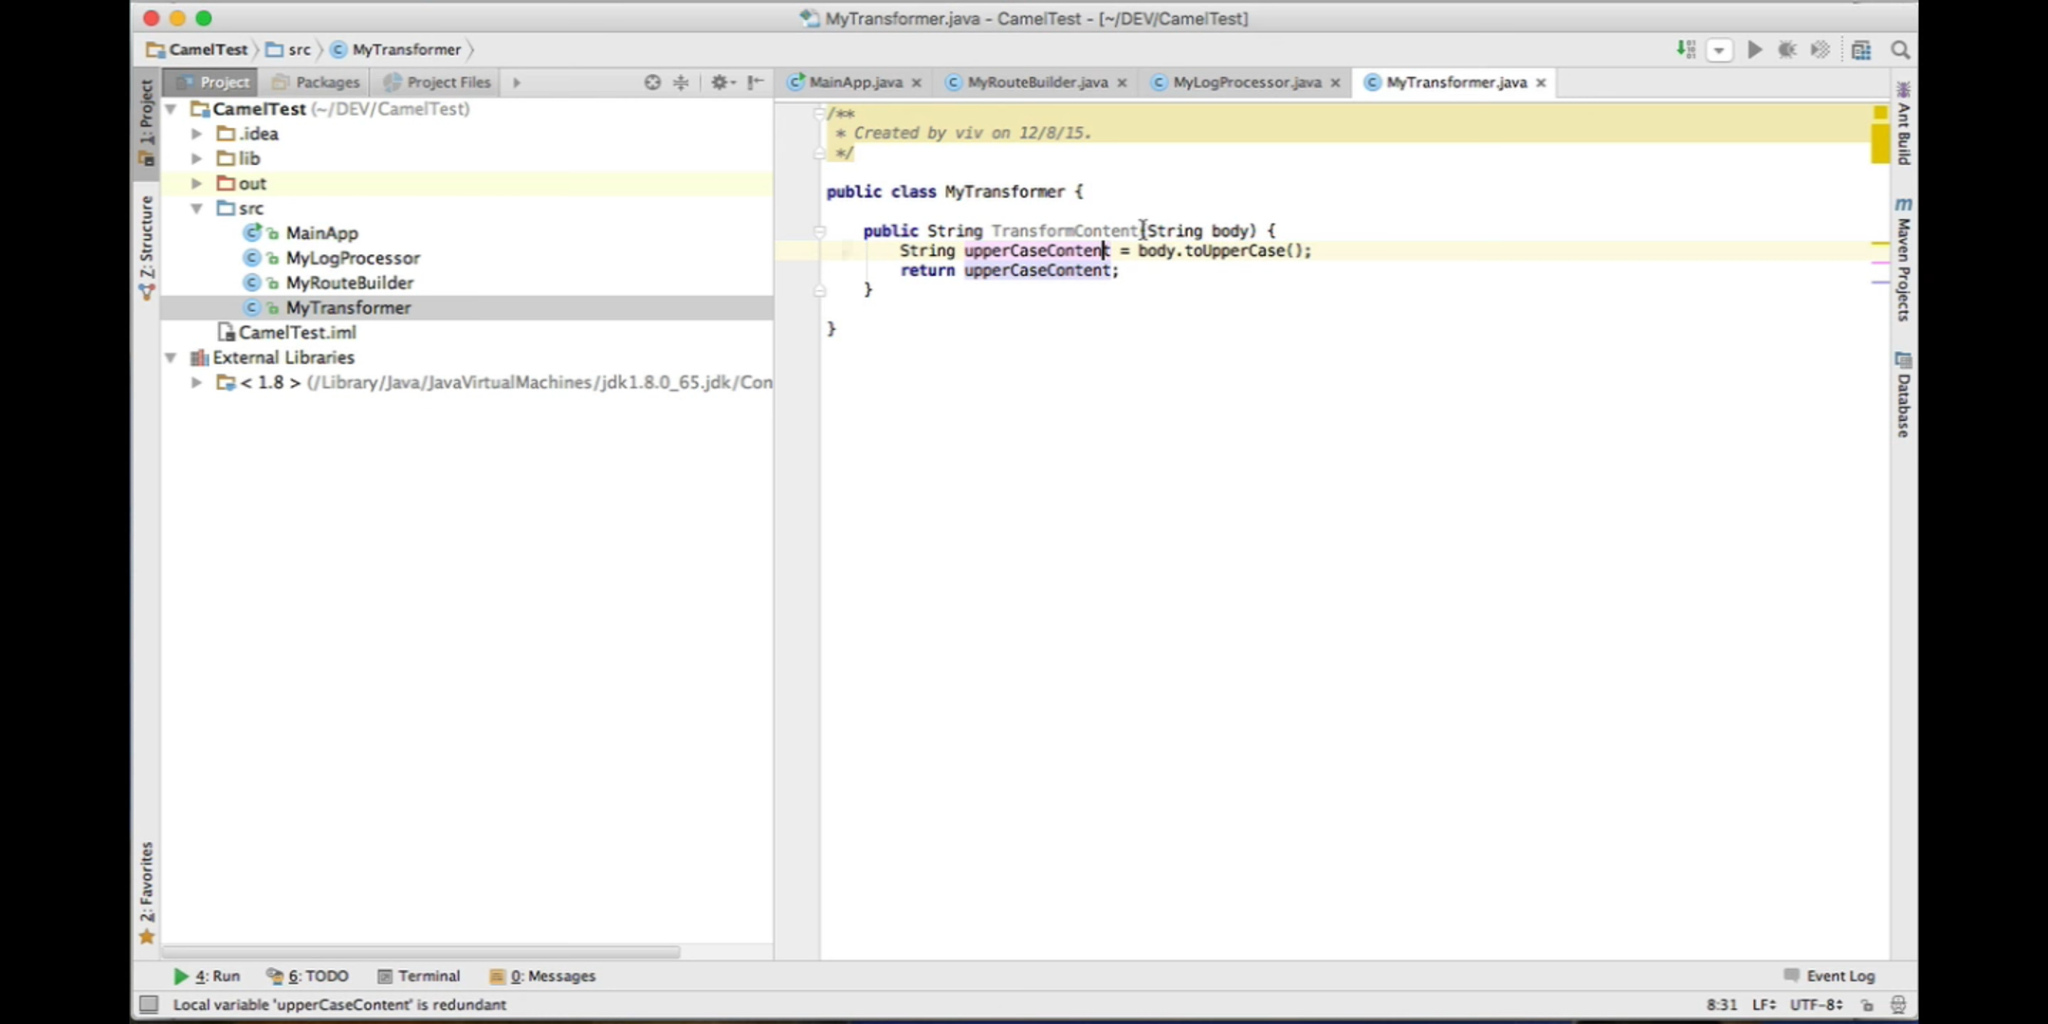 MyTransformer.java - CamelTest - [~/DEV/CamelTest]
CamelTest src MyTransformer
Project Packages Project Files
MainApp.java MyRouteBuilder.java MyLogProcessor.java MyTransformer.java
1: Project
Z: Structure
2: Favorites
CamelTest (~/DEV/CamelTest)
.idea
lib
out
src
MainApp
MyLogProcessor
MyRouteBuilder
MyTransformer
CamelTest.iml
External Libraries
< 1.8 > (/Library/Java/JavaVirtualMachines/jdk1.8.0_65.jdk/Con
/**
* Created by viv on 12/8/15.
*/
public class MyTransformer {
public String TransformContent(String body) {
String upperCaseContent = body.toUpperCase();
return upperCaseContent;
}
}
Ant Build
m Maven Projects
Database
4: Run 6: TODO Terminal 0: Messages Event Log
Local variable 'upperCaseContent' is redundant 8:31 LF÷ UTF-8÷